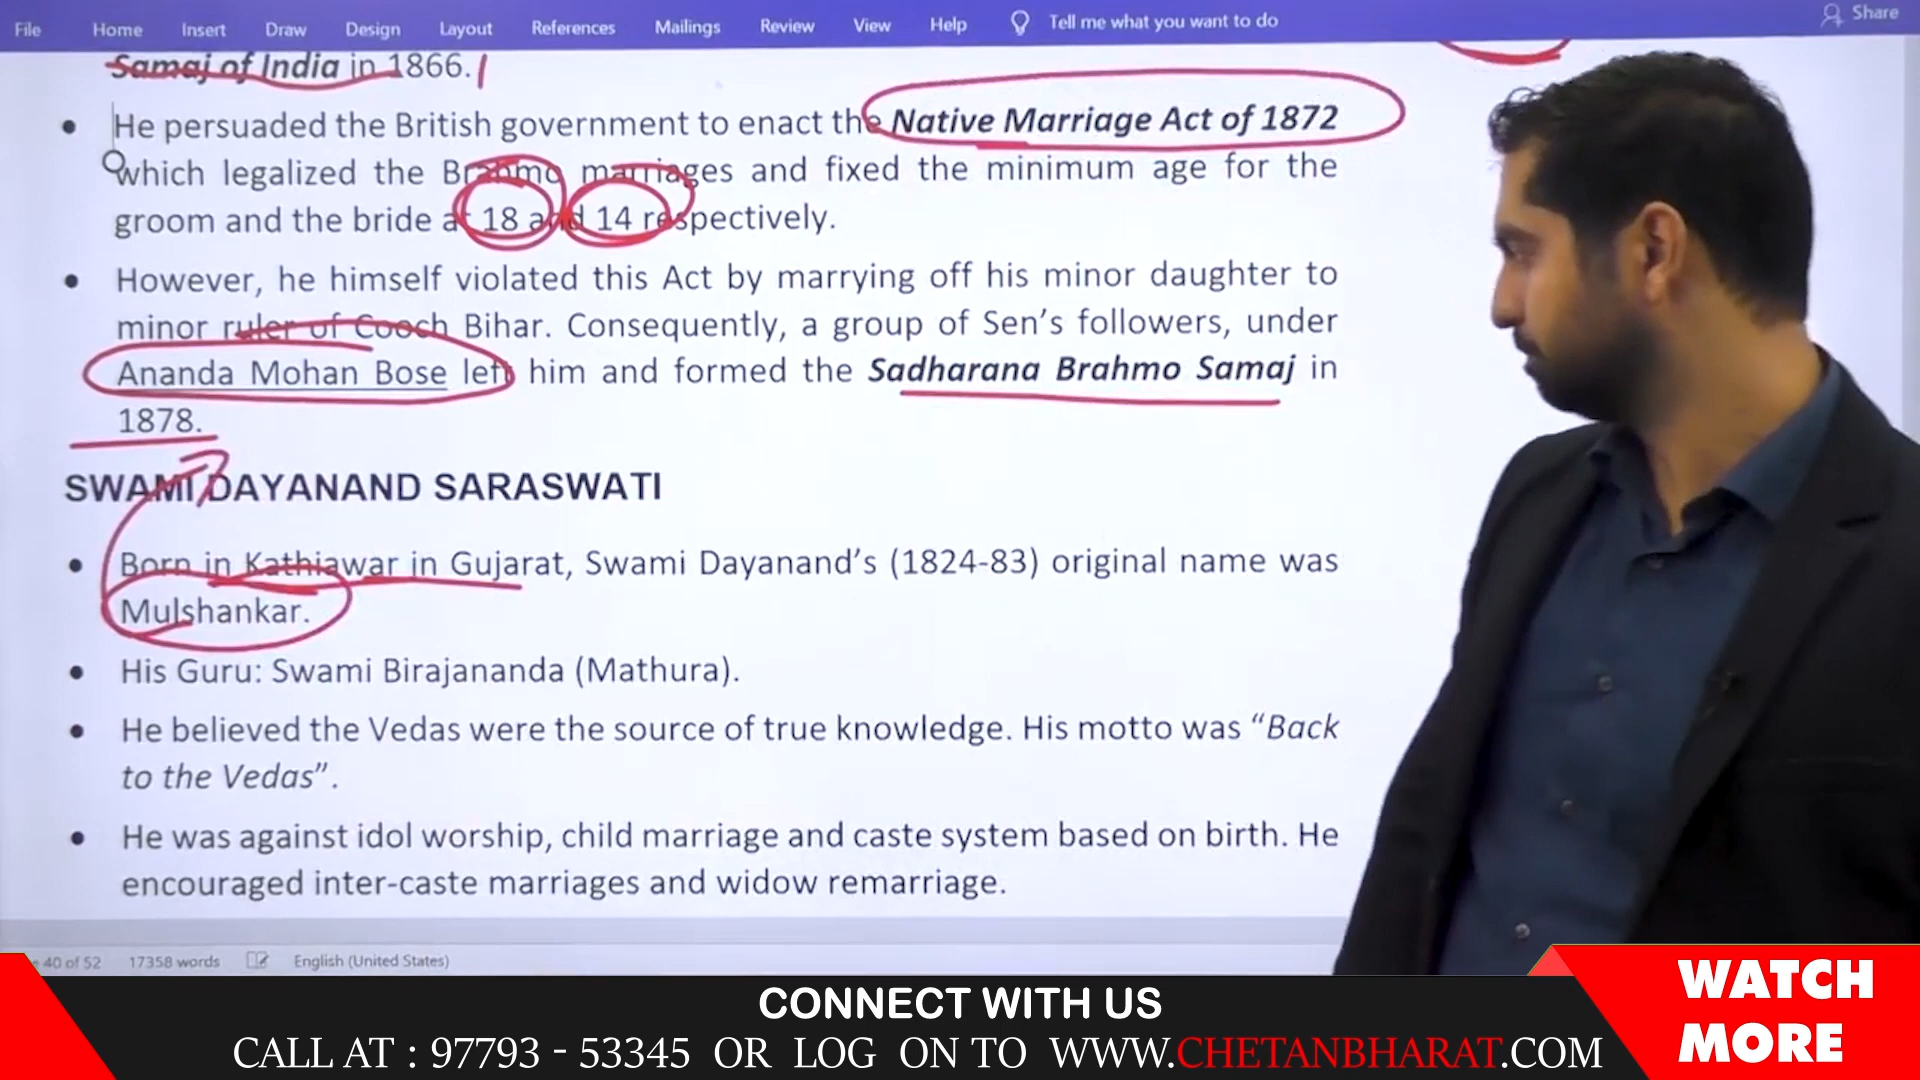 File Home Insert Draw Design Layout References Mailings Review View Help Tell me what you want to do Share
Samaj of India in 1866.
• He persuaded the British government to enact the Native Marriage Act of 1872
which legalized the Brahmo marriages and fixed the minimum age for the
groom and the bride at 18 and 14 respectively.
• However, he himself violated this Act by marrying off his minor daughter to
minor ruler of Cooch Bihar. Consequently, a group of Sen's followers, under
Ananda Mohan Bose left him and formed the Sadharana Brahmo Samaj in
1878.
SWAMI DAYANAND SARASWATI
• Born in Kathiawar in Gujarat, Swami Dayanand's (1824-83) original name was
Mulshankar.
• His Guru: Swami Birajananda (Mathura).
• He believed the Vedas were the source of true knowledge. His motto was “Back
to the Vedas”.
• He was against idol worship, child marriage and caste system based on birth. He
encouraged inter-caste marriages and widow remarriage.
40 of 52 17358 words English (United States)
CONNECT WITH US
CALL AT : 97793 - 53345 OR LOG ON TO WWW.CHETANBHARAT.COM
WATCH
MORE